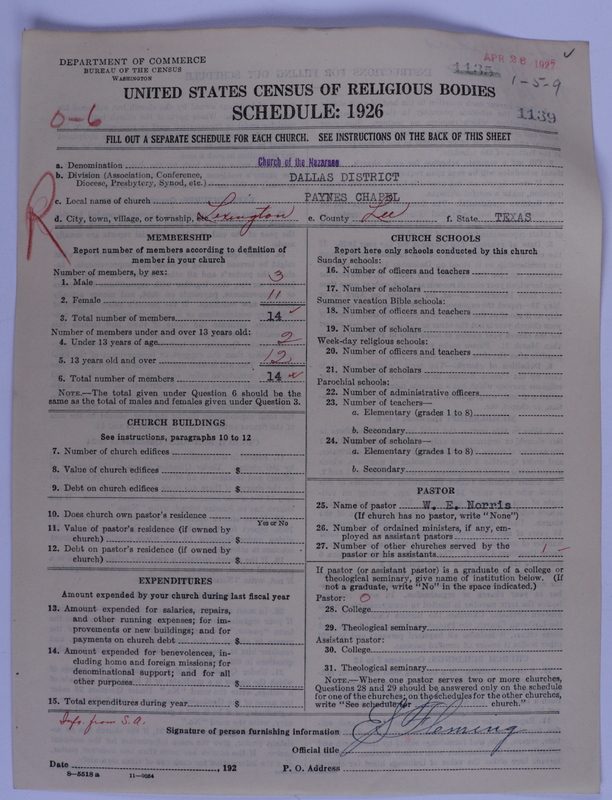 DEPARTMENT OF COMMERCE
BUREAU OF THE CENSUS
WASHINGTON
APR 26 1927
1135
1-5-9
1139
UNITED STATES CENSUS OF RELIGIOUS BODIES
SCHEDULE: 1926
0-6
FILL OUT A SEPARATE SCHEDULE FOR EACH CHURCH. SEE INSTRUCTIONS ON THE BACK OF THIS SHEET
R
a. Denomination Church of the Nazarene
b. Division (Association, Conference, Diocese, Presbytery, Synod, etc.) DALLAS DISTRICT
c. Local name of church PAYNES CHAPEL
d. City, town, village, or township, etc. Lexington e. County Lee f. State TEXAS
MEMBERSHIP
Report number of members according to definition of
member in your church
Number of members, by sex:
1. Male 3
2. Female 11
3. Total number of members 14
Number of members under and over 13 years old:
4. Under 13 years of age 2
5. 13 years old and over 12
6. Total number of members 14
NOTE.—The total given under Question 6 should be
same as the total of males and females given under Question 3.
CHURCH BUILDINGS
See instructions, paragraphs 10 to 12
7. Number of church edifices
8. Value of church edifices $
9. Debt on church edifices $
10. Does church own pastor's residence
Yes or No
11. Value of pastor's residence (if owned by
church) $
12. Debt on pastor's residence (if owned by
church) $
EXPENDITURES
Amount expended by your church during last fiscal year
13. Amount expended for salaries, repairs,
and other running expenses; for im-
provements or new buildings; and for
payments on church debt $
14. Amount expended for benevolences, in-
cluding home and foreign missions; for
denominational support; and for all
other purposes $
15. Total expenditures during year $
CHURCH SCHOOLS
Report here only schools conducted by this church
Sunday schools:
16. Number of officers and teachers
17. Number of scholars
Summer vacation Bible schools:
18. Number of officers and teachers
19. Number of scholars
Week-day religious schools:
20. Number of officers and teachers
21. Number of scholars
Parochial schools:
22. Number of administrative officers
23. Number of teachers—
a. Elementary (grades 1 to 8)
b. Secondary
24. Number of scholars—
a. Elementary (grades 1 to 8)
b. Secondary
PASTOR
25. Name of pastor W. E. Norris
(If church has no pastor, write "None")
26. Number of ordained ministers, if any, em-
ployed as assistant pastors
27. Number of other churches served by the
pastor or his assistants 1
If pastor (or assistant pastor) is a graduate of a college or
theological seminary, give name of institution below. (If
not a graduate, write "No" in the space indicated.)
Pastor: 0
28. College
29. Theological seminary
Assistant pastor:
30. College
31. Theological seminary
NOTE.—Where one pastor serves two or more churches,
Questions 28 and 29 should be answered only on the schedule
for one of the churches; on the schedules for the other churches,
write "See schedule for church."
Info. from S.A.
Signature of person furnishing information Fleming
Official title
Date , 192 P. O. Address
8-5518 a 11-9084